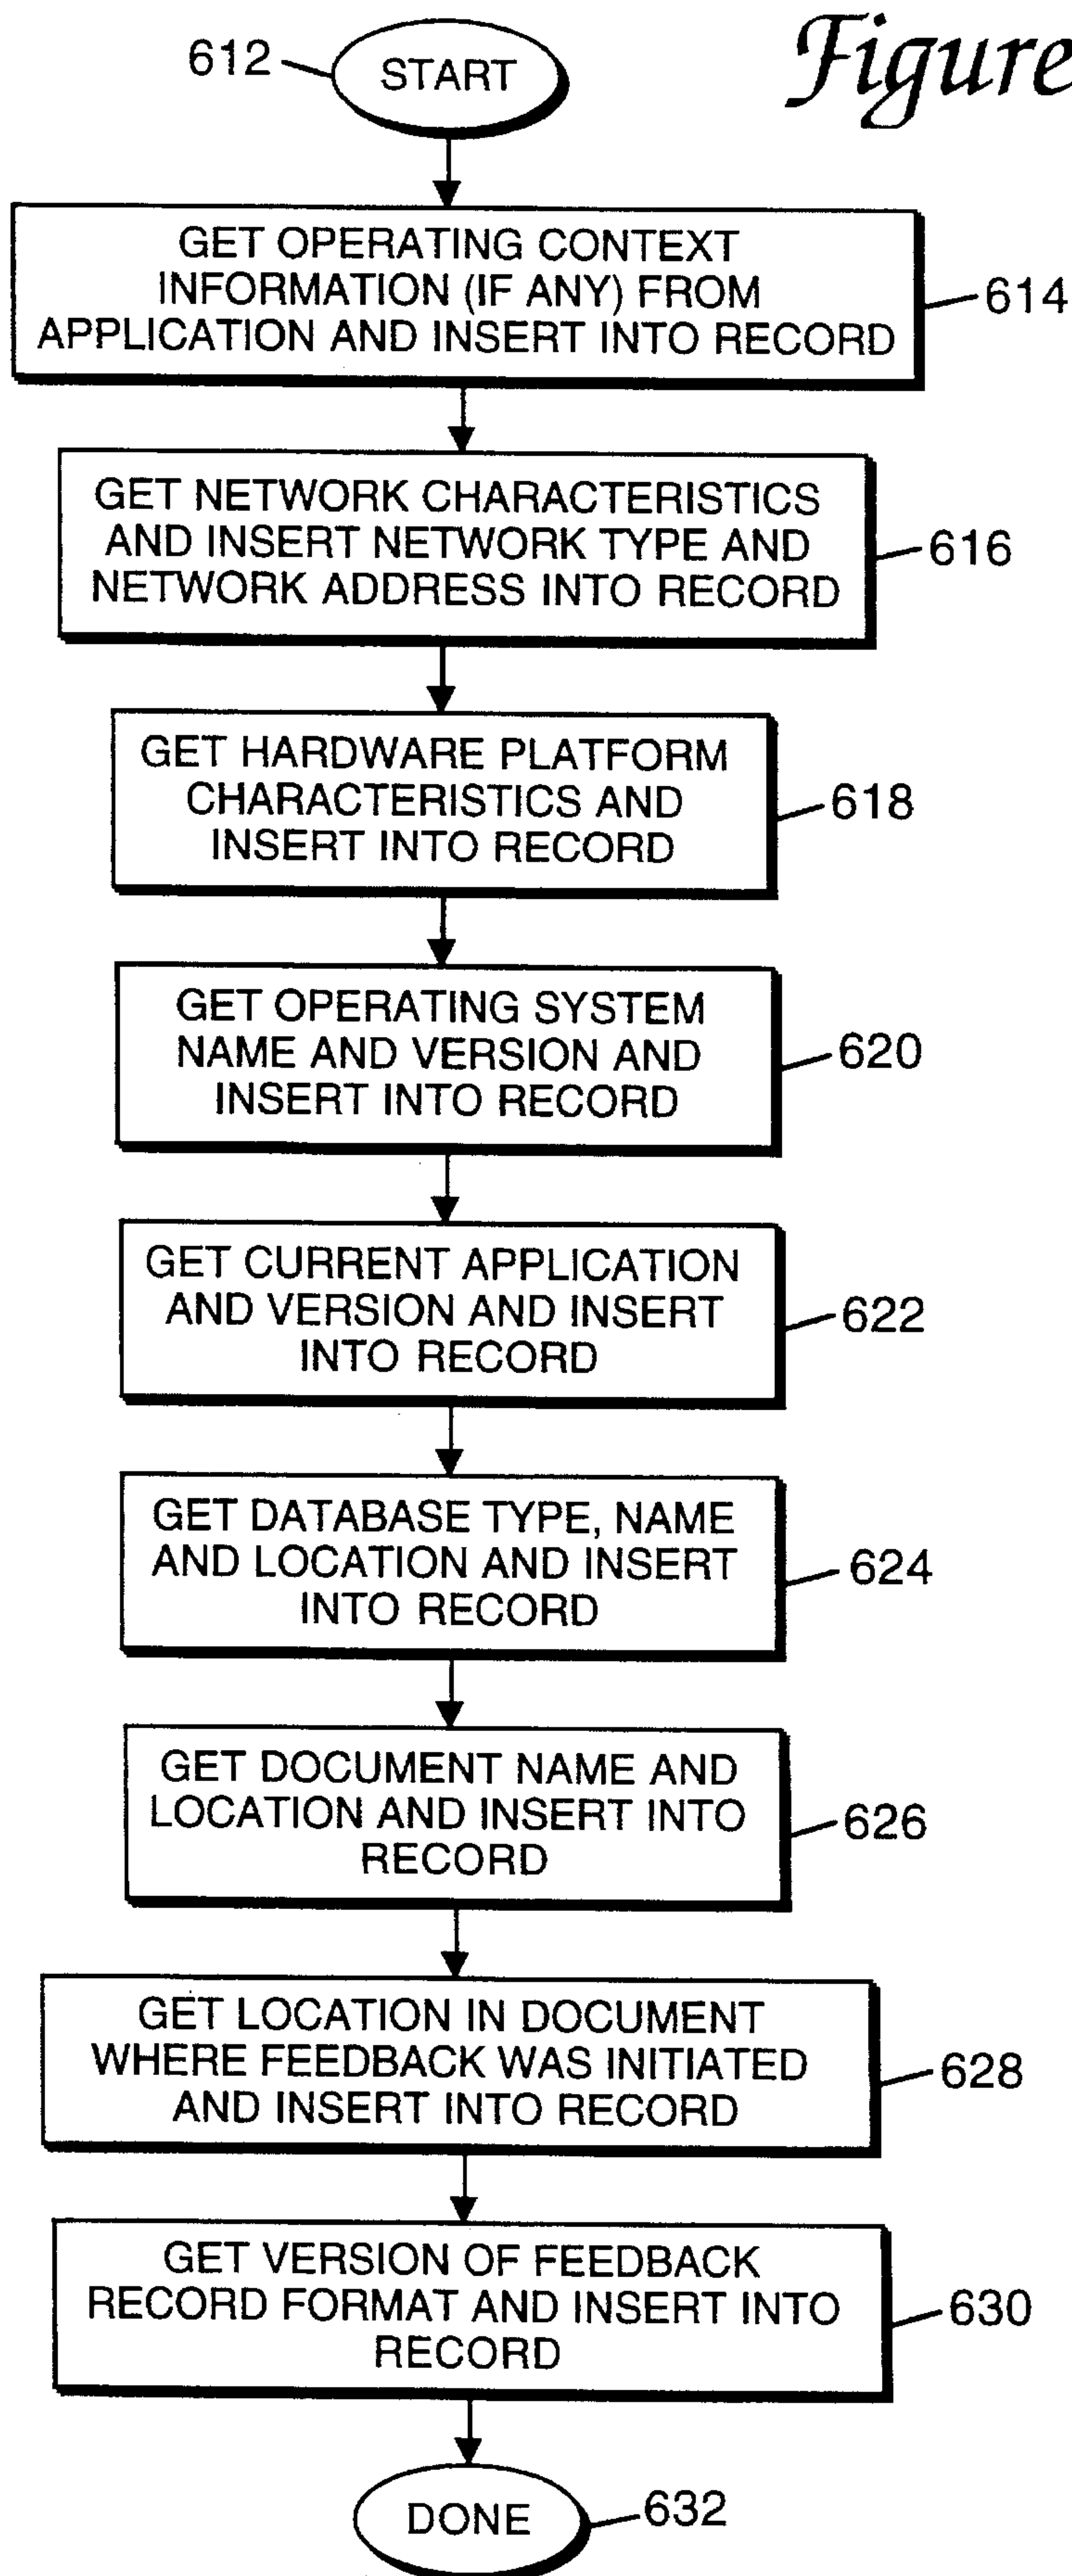 Figure
612
START
GET OPERATING CONTEXT
INFORMATION (IF ANY) FROM
APPLICATION AND INSERT INTO RECORD
614
GET NETWORK CHARACTERISTICS
AND INSERT NETWORK TYPE AND
NETWORK ADDRESS INTO RECORD
616
GET HARDWARE PLATFORM
CHARACTERISTICS AND
INSERT INTO RECORD
618
GET OPERATING SYSTEM
NAME AND VERSION AND
INSERT INTO RECORD
620
GET CURRENT APPLICATION
AND VERSION AND INSERT
INTO RECORD
622
GET DATABASE TYPE, NAME
AND LOCATION AND INSERT
INTO RECORD
624
GET DOCUMENT NAME AND
LOCATION AND INSERT INTO
RECORD
626
GET LOCATION IN DOCUMENT
WHERE FEEDBACK WAS INITIATED
AND INSERT INTO RECORD
628
GET VERSION OF FEEDBACK
RECORD FORMAT AND INSERT INTO
RECORD
630
DONE
632